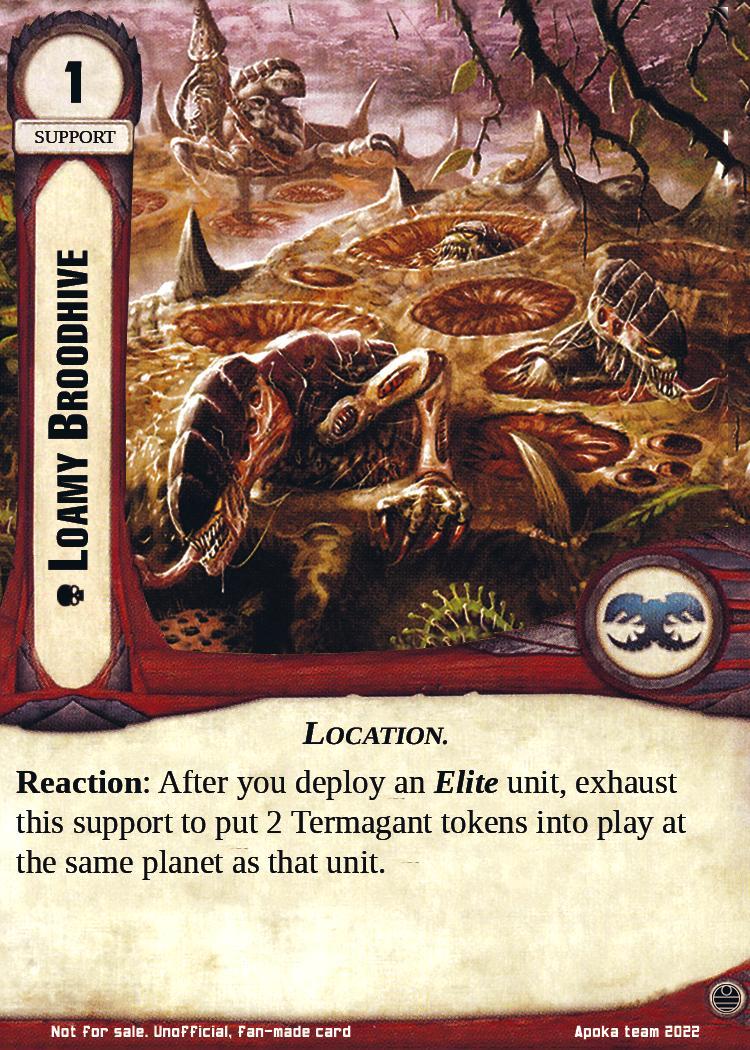 1
SUPPORT
LOAMY BROODHIVE
LOCATION.
Reaction: After you deploy an Elite unit, exhaust
this support to put 2 Termagant tokens into play at
the same planet as that unit.
Not for sale. Unofficial, fan-made card
Apoka team 2022